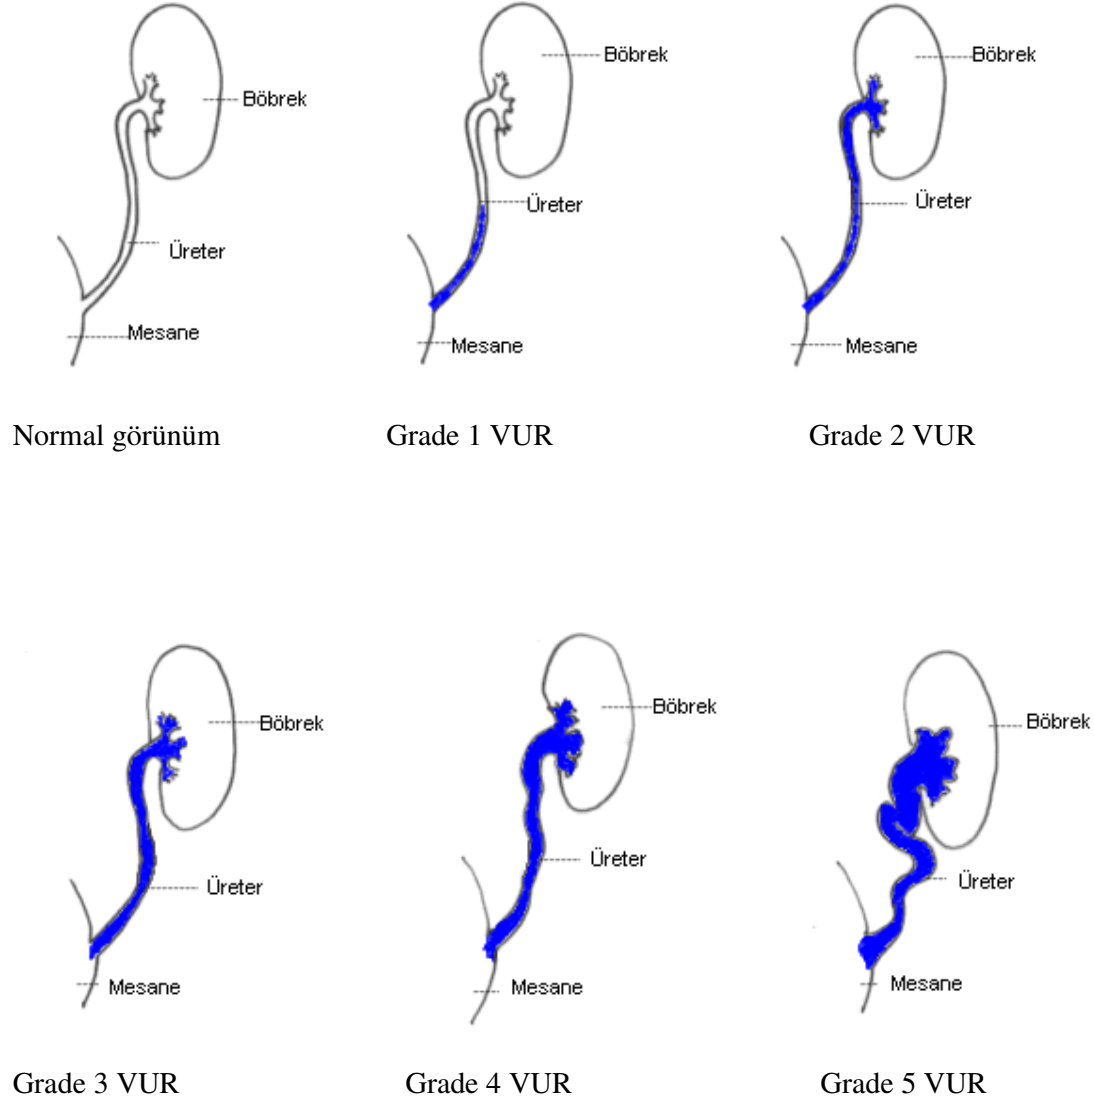 Böbrek
Üreter
Mesane
Normal görünüm
Böbrek
Üreter
Mesane
Grade 1 VUR
Böbrek
Üreter
Mesane
Grade 2 VUR
Böbrek
Üreter
Mesane
Grade 3 VUR
Böbrek
Üreter
Mesane
Grade 4 VUR
Böbrek
Üreter
Mesane
Grade 5 VUR